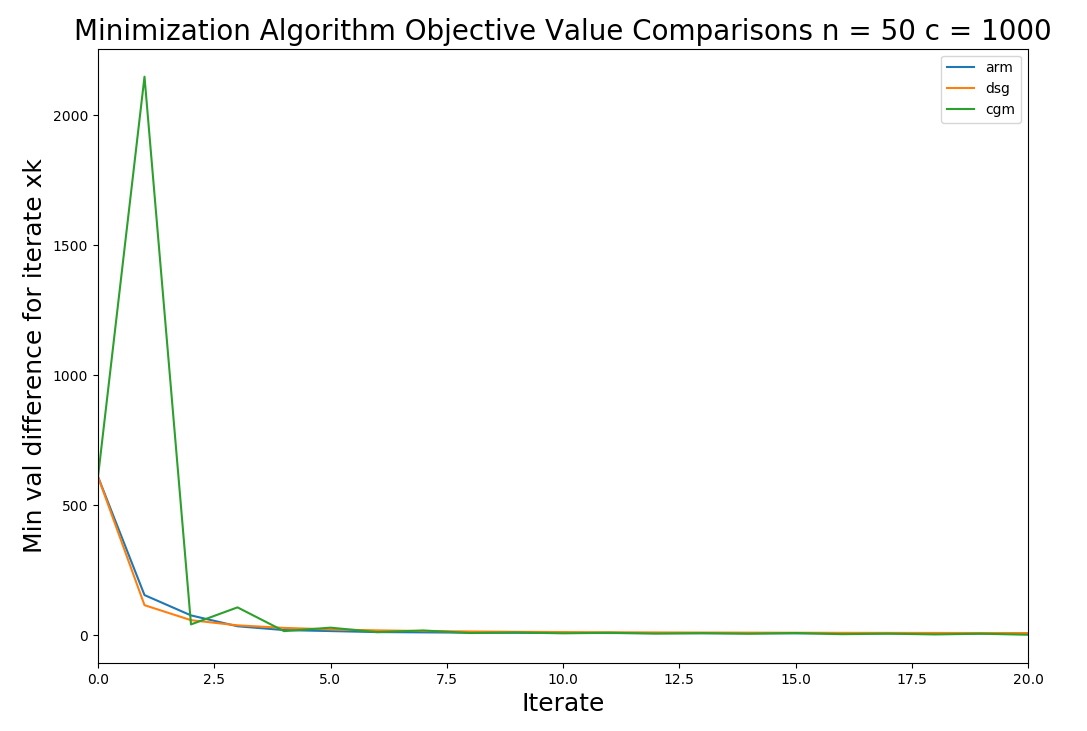 Minimization Algorithm Objective Value Comparisons n = 50 c = 1000
arm
dsg
cgm
Min val difference for iterate xk
2000
1500
1000
500
0
0.0
2.5
5.0
7.5
10.0
12.5
15.0
17.5
20.0
Iterate